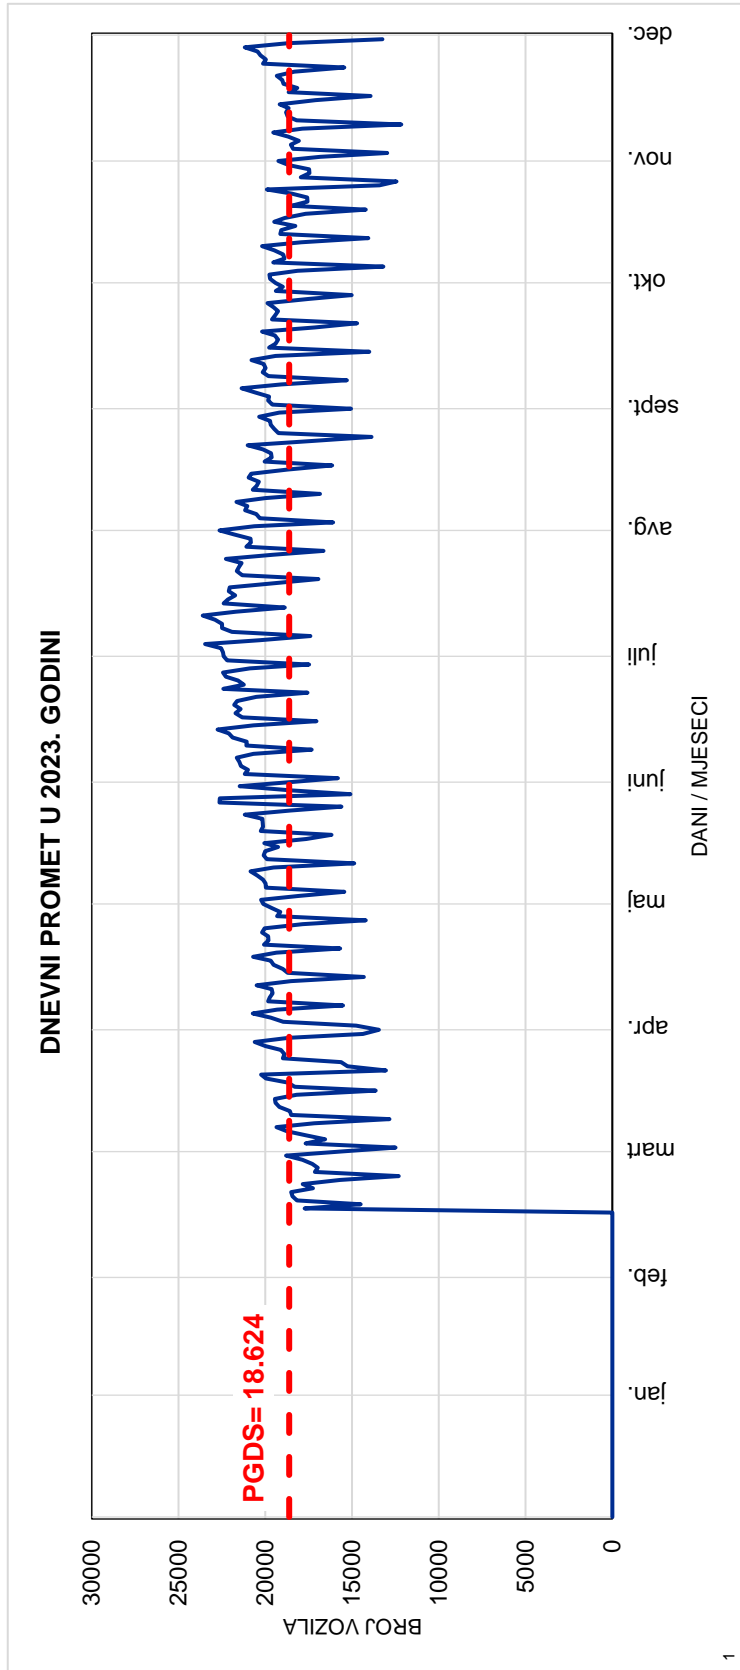 DNEVNI PROMET U 2023. GODINI
BROJ VOZILA
30000
25000
20000
15000
10000
5000
0
PGDS= 18.624
jan.
feb.
mart
apr.
maj
juni
juli
avg.
sept.
okt.
nov.
dec.
DANI / MJESECI
1